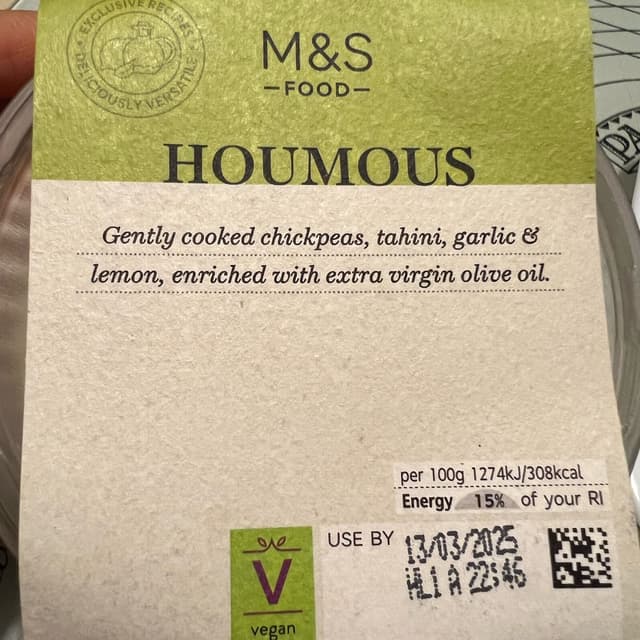 EXCLUSIVE RECIPES
DELICIOUSLY VERSATILE
M&S
FOOD
HOUMOUS
Gently cooked chickpeas, tahini, garlic &
lemon, enriched with extra virgin olive oil.
per 100g 1274kJ/308kcal
Energy 15% of your RI
USE BY 13/03/2025
HL1 A 22:46
V
vegan